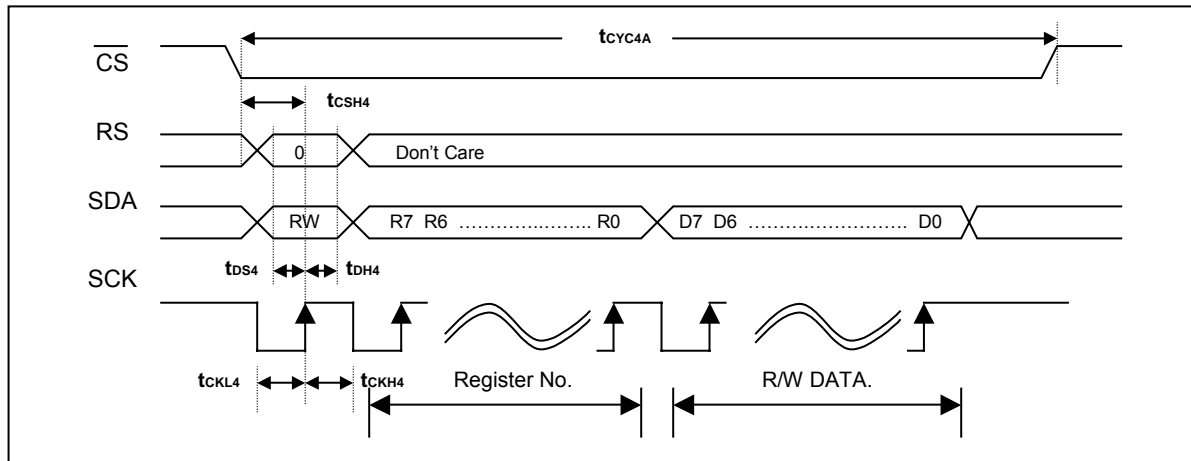 tCYC4A
CS
tCSH4
RS
0 Don't Care
SDA
RW R7 R6 ........................ R0 D7 D6 ............................ D0
tDS4 tDH4
SCK
tCKL4 tCKH4 Register No. R/W DATA.